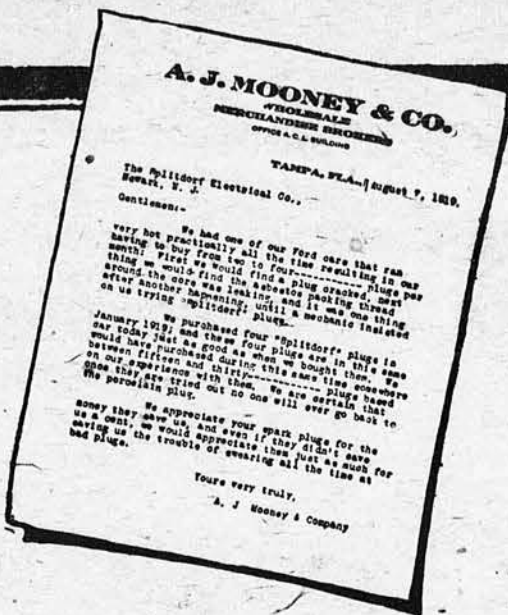 A. J. MOONEY & CO.
WHOLESALE
MERCHANDISE BROKERS
OFFICE A. C. L. BUILDING
TAMPA, FLA., August 7, 1919.
The Splitdorf Electrical Co.,
Newark, N. J.
Gentlemen:-
We had one of our Ford cars that ran
very hot practically all the time resulting in our
having to buy from two to four---------- plugs per
month: First we would find a plug cracked, next
thing we would find the asbestos packing thread
around the core was leaking, and it was one thing
after another happening, until a mechanic insisted
on us trying "Splitdorf" plugs.
We purchased four "Splitdorf" plugs in
January 1919; and these four plugs are in this same
car today just as good as when we bought them. We
would have purchased during this same time somewhere
between fifteen and thirty---------- plugs based
on our experience with them. We are certain that
once they are tried out no one will ever go back to
the porcelain plug.
We appreciate your spark plugs for the
money they save us, and even if they didn't save
us a cent, we would appreciate them just as much for
saving us the trouble of swearing all the time at
bad plugs.
Yours very truly,
A. J Mooney & Company